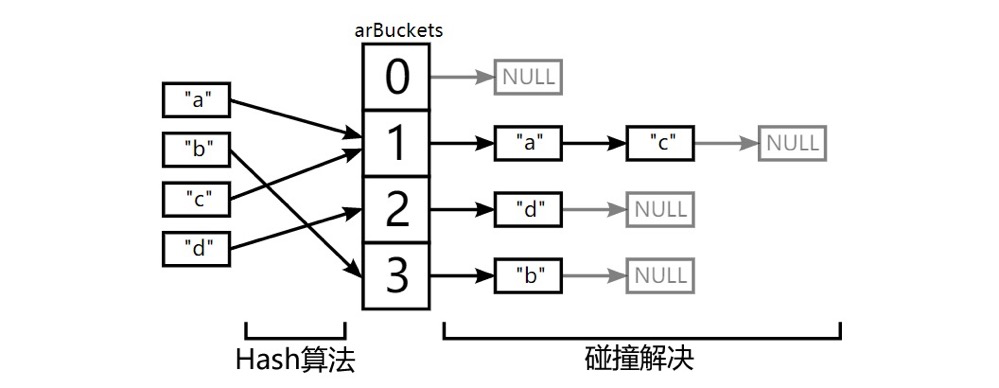 arBuckets
0
NULL
"a"
1
"a"
"c"
NULL
"b"
"c"
2
"d"
NULL
"d"
3
"b"
NULL
Hash算法
碰撞解决